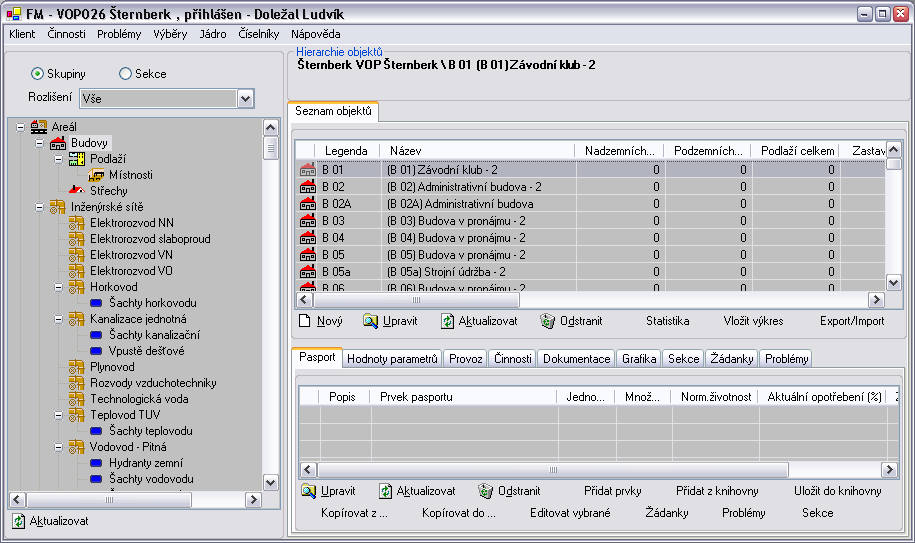 FM - VOP026 Šternberk , přihlášen - Doležal Ludvík
Klient Činnosti Problémy Výběry Jádro Číselníky Nápověda
Skupiny Sekce
Rozlišení Vše
Areál
Budovy
Podlaží
Místnosti
Střechy
Inženýrské sítě
Elektrorozvod NN
Elektrorozvod slaboproud
Elektrorozvod VN
Elektrorozvod VO
Horkovod
Šachty horkovodu
Kanalizace jednotná
Šachty kanalizační
Vpustě dešťové
Plynovod
Rozvody vzduchotechniky
Technologická voda
Teplovod TUV
Šachty teplovodu
Vodovod - Pitná
Hydranty zemní
Šachty vodovodu
Aktualizovat
Hierarchie objektů
Šternberk VOP Šternberk \ B 01 (B 01) Závodní klub - 2
Seznam objektů
Legenda Název Nadzemních... Podzemních... Podlaží celkem Zastav
B 01 (B 01) Závodní klub - 2 0 0 0
B 02 (B 02) Administrativní budova - 2 0 0 0
B 02A (B 02A) Administrativní budova 0 0 0
B 03 (B 03) Budova v pronájmu - 2 0 0 0
B 04 (B 04) Budova v pronájmu - 2 0 0 0
B 05 (B 05) Budova v pronájmu - 2 0 0 0
B 05a (B 05a) Strojní údržba - 2 0 0 0
B 06 (B 06) Budova v pronájmu - 2 0 0 0
Nový Upravit Aktualizovat Odstranit Statistika Vložit výkres Export/Import
Pasport Hodnoty parametrů Provoz Činnosti Dokumentace Grafika Sekce Žádanky Problémy
Popis Prvek pasportu Jedno... Množ... Norm.životnost Aktuální opotřebení (%) Z
Upravit Aktualizovat Odstranit Přidat prvky Přidat z knihovny Uložit do knihovny
Kopírovat z ... Kopírovat do ... Editovat vybrané Žádanky Problémy Sekce